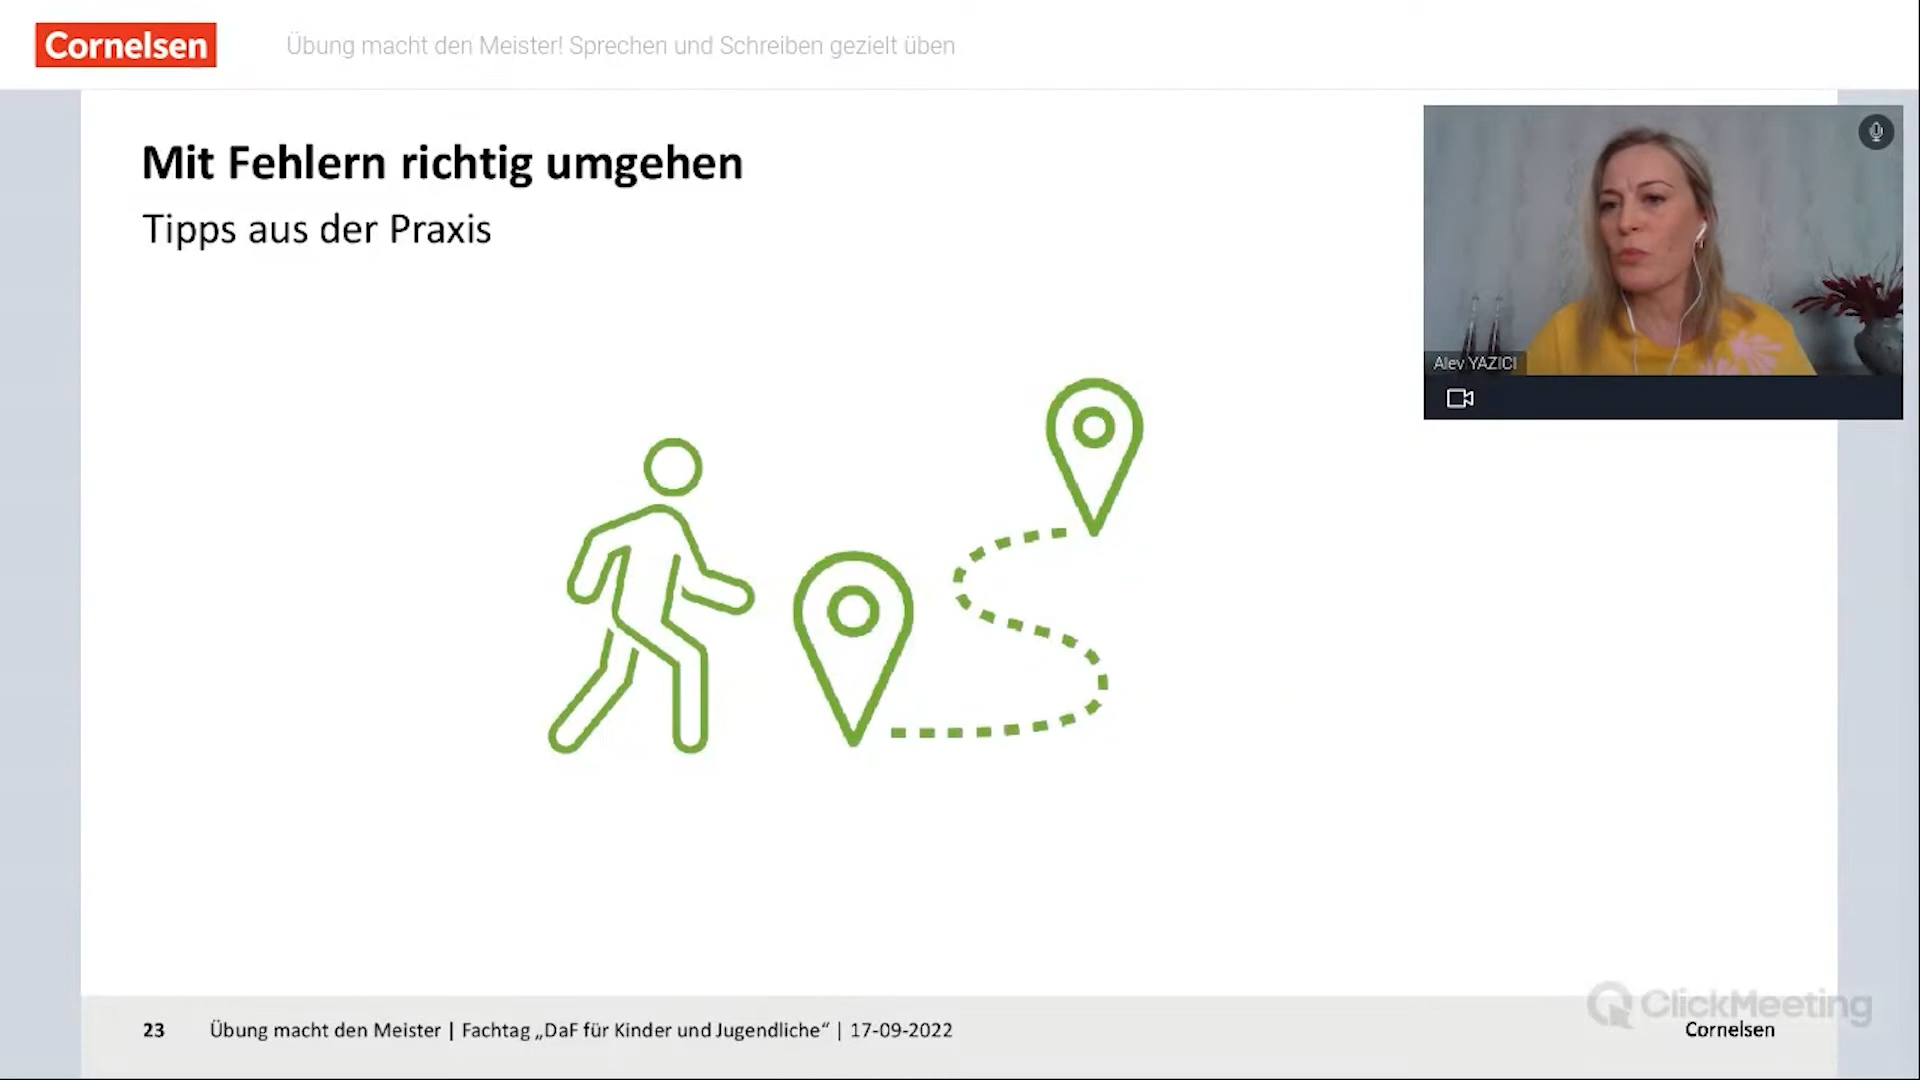 Cornelsen
Übung macht den Meister! Sprechen und Schreiben gezielt üben
Mit Fehlern richtig umgehen
Tipps aus der Praxis
Alev YAZICI
ClickMeeting
23 Übung macht den Meister | Fachtag „DaF für Kinder und Jugendliche“ | 17-09-2022
Cornelsen